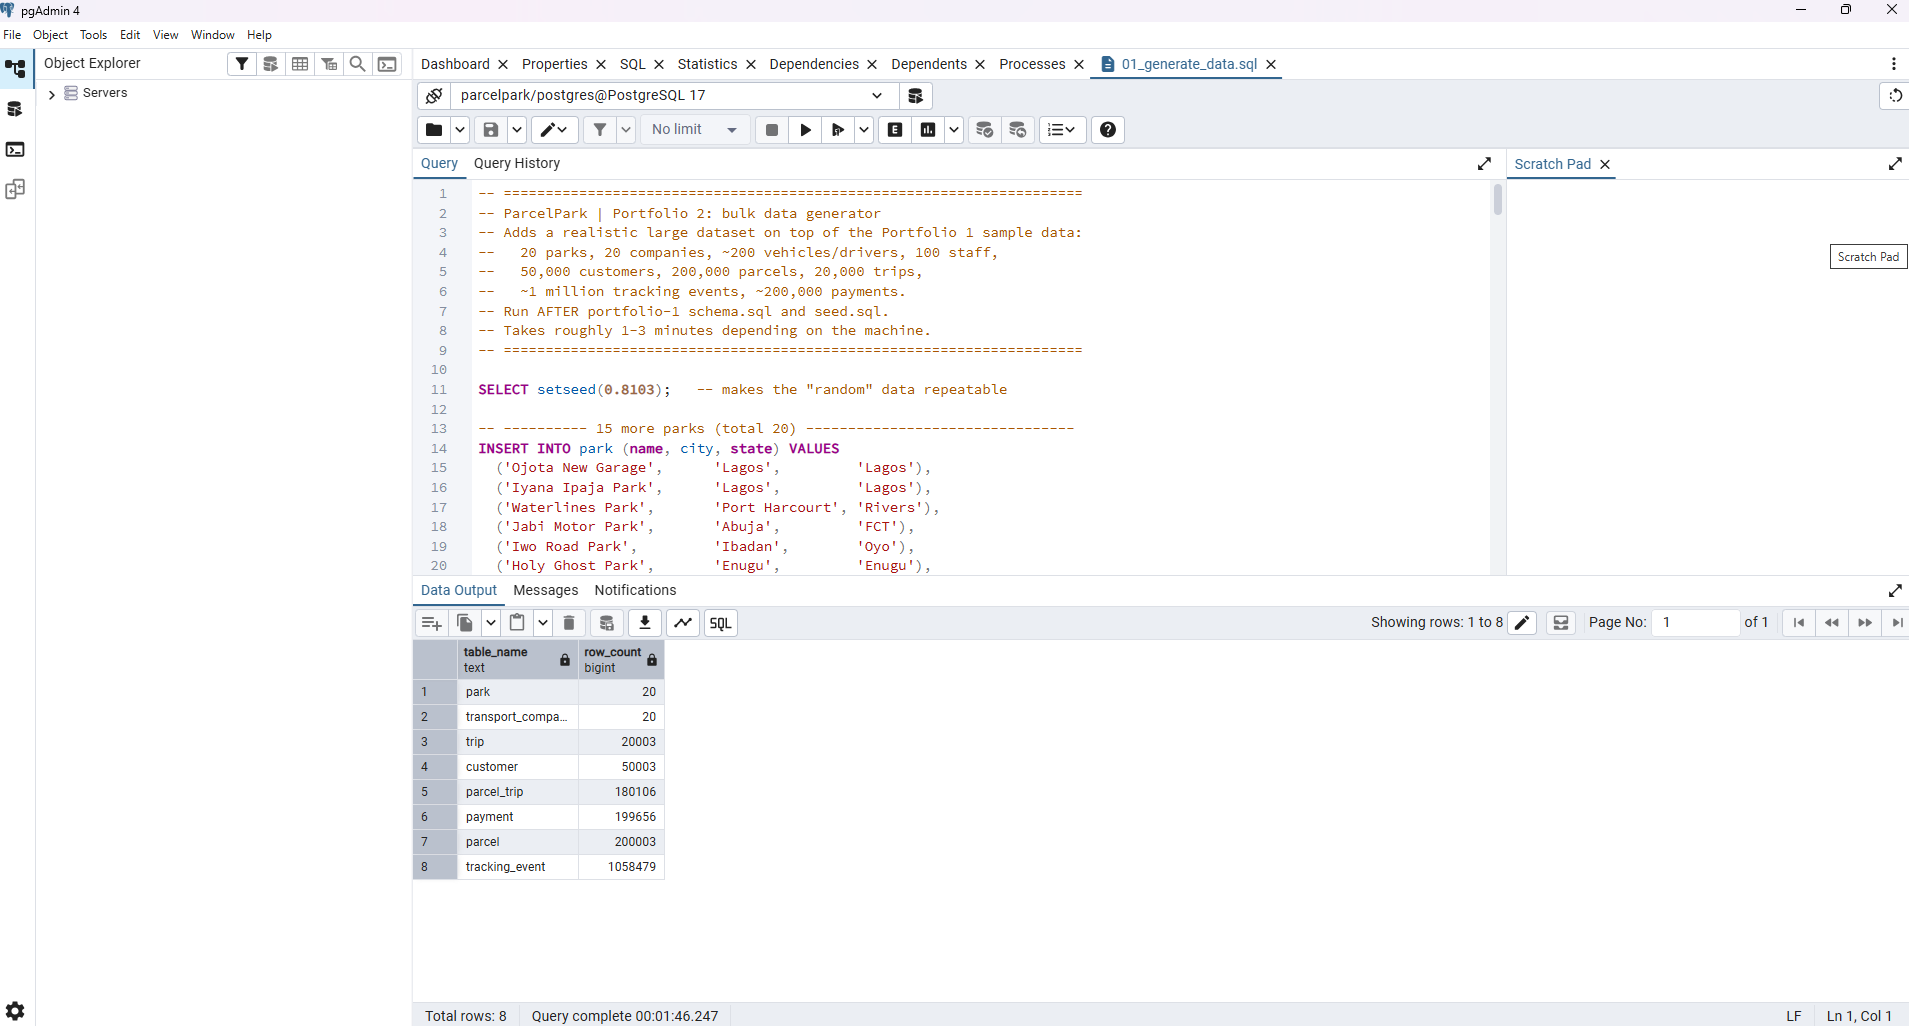 pgAdmin 4
File Object Tools Edit View Window Help
Object Explorer
Servers
Dashboard Properties SQL Statistics Dependencies Dependents Processes 01_generate_data.sql
parcelpark/postgres@PostgreSQL 17
No limit E
Query Query History
Scratch Pad
1 -- =====================================================================
2 -- ParcelPark | Portfolio 2: bulk data generator
3 -- Adds a realistic large dataset on top of the Portfolio 1 sample data:
4 --   20 parks, 20 companies, ~200 vehicles/drivers, 100 staff,
5 --   50,000 customers, 200,000 parcels, 20,000 trips,
6 --   ~1 million tracking events, ~200,000 payments.
7 -- Run AFTER portfolio-1 schema.sql and seed.sql.
8 -- Takes roughly 1-3 minutes depending on the machine.
9 -- =====================================================================
10
11 SELECT setseed(0.8103);   -- makes the "random" data repeatable
12
13 -- ---------- 15 more parks (total 20) --------------------------------
14 INSERT INTO park (name, city, state) VALUES
15   ('Ojota New Garage',      'Lagos',         'Lagos'),
16   ('Iyana Ipaja Park',      'Lagos',         'Lagos'),
17   ('Waterlines Park',       'Port Harcourt', 'Rivers'),
18   ('Jabi Motor Park',       'Abuja',         'FCT'),
19   ('Iwo Road Park',         'Ibadan',        'Oyo'),
20   ('Holy Ghost Park',       'Enugu',         'Enugu'),
Scratch Pad
Data Output Messages Notifications
SQL Showing rows: 1 to 8 Page No: 1 of 1
table_name row_count
text bigint
1 park 20
2 transport_compa... 20
3 trip 20003
4 customer 50003
5 parcel_trip 180106
6 payment 199656
7 parcel 200003
8 tracking_event 1058479
Total rows: 8 Query complete 00:01:46.247 LF Ln 1, Col 1